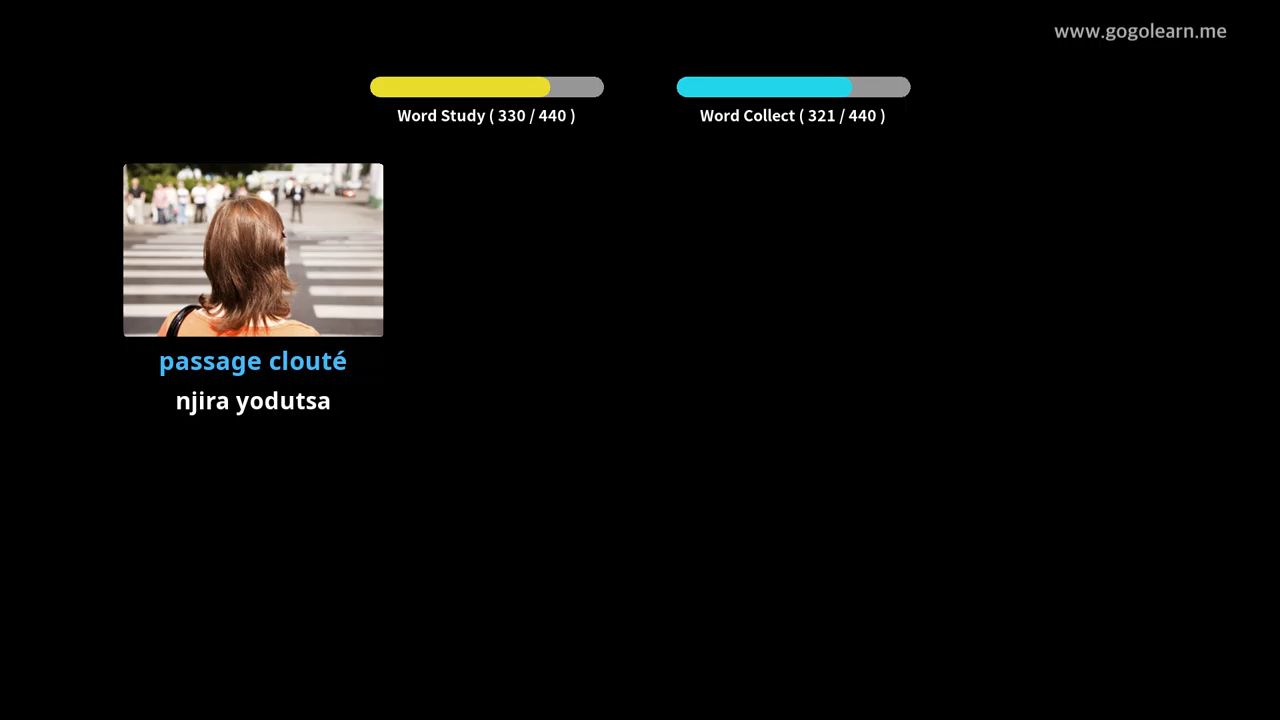 www.gogolearn.me
Word Study ( 330 / 440 )
Word Collect ( 321 / 440 )
passage clouté
njira yodutsa